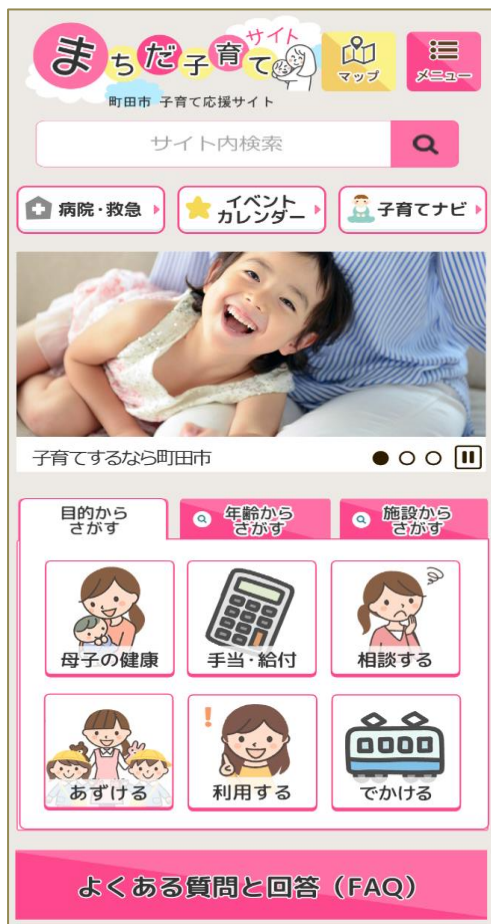 まちだ子育てサイト
町田市 子育て応援サイト
マップ
メニュー
サイト内検索
病院・救急
イベント
カレンダー
子育てナビ
子育てするなら町田市
目的から
さがす
年齢から
さがす
施設から
さがす
母子の健康
手当・給付
相談する
あずける
利用する
でかける
よくある質問と回答（FAQ）